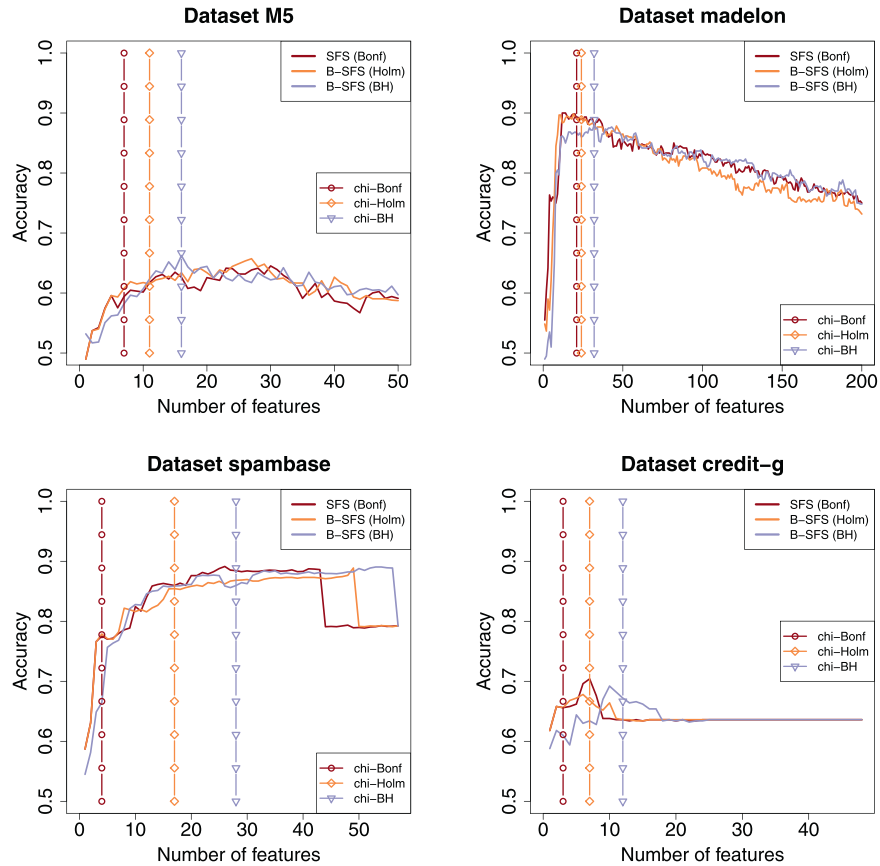 Dataset M5
Accuracy
0.5 0.6 0.7 0.8 0.9 1.0
SFS (Bonf)
B−SFS (Holm)
B−SFS (BH)
chi−Bonf
chi−Holm
chi−BH
0 10 20 30 40 50
Number of features
Dataset madelon
Accuracy
0.5 0.6 0.7 0.8 0.9 1.0
SFS (Bonf)
B−SFS (Holm)
B−SFS (BH)
chi−Bonf
chi−Holm
chi−BH
0 50 100 150 200
Number of features
Dataset spambase
Accuracy
0.5 0.6 0.7 0.8 0.9 1.0
SFS (Bonf)
B−SFS (Holm)
B−SFS (BH)
chi−Bonf
chi−Holm
chi−BH
0 10 20 30 40 50
Number of features
Dataset credit−g
Accuracy
0.5 0.6 0.7 0.8 0.9 1.0
SFS (Bonf)
B−SFS (Holm)
B−SFS (BH)
chi−Bonf
chi−Holm
chi−BH
0 10 20 30 40
Number of features